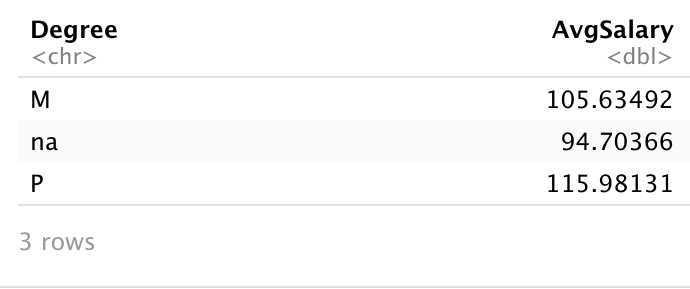 Degree AvgSalary
<chr> <dbl>
M 105.63492
na 94.70366
P 115.98131
3 rows